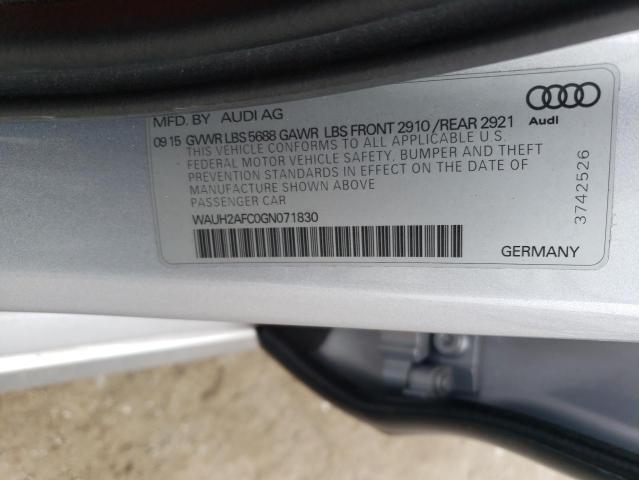 MFD. BY AUDI AG
09 15 GVWR LBS 5688 GAWR LBS FRONT 2910 /REAR 2921
THIS VEHICLE CONFORMS TO ALL APPLICABLE U S
FEDERAL MOTOR VEHICLE SAFETY, BUMPER AND THEFT
PREVENTION STANDARDS IN EFFECT ON THE DATE OF
MANUFACTURE SHOWN ABOVE
PASSENGER CAR
WAUH2AFC0GN071830
GERMANY
Audi
3742526